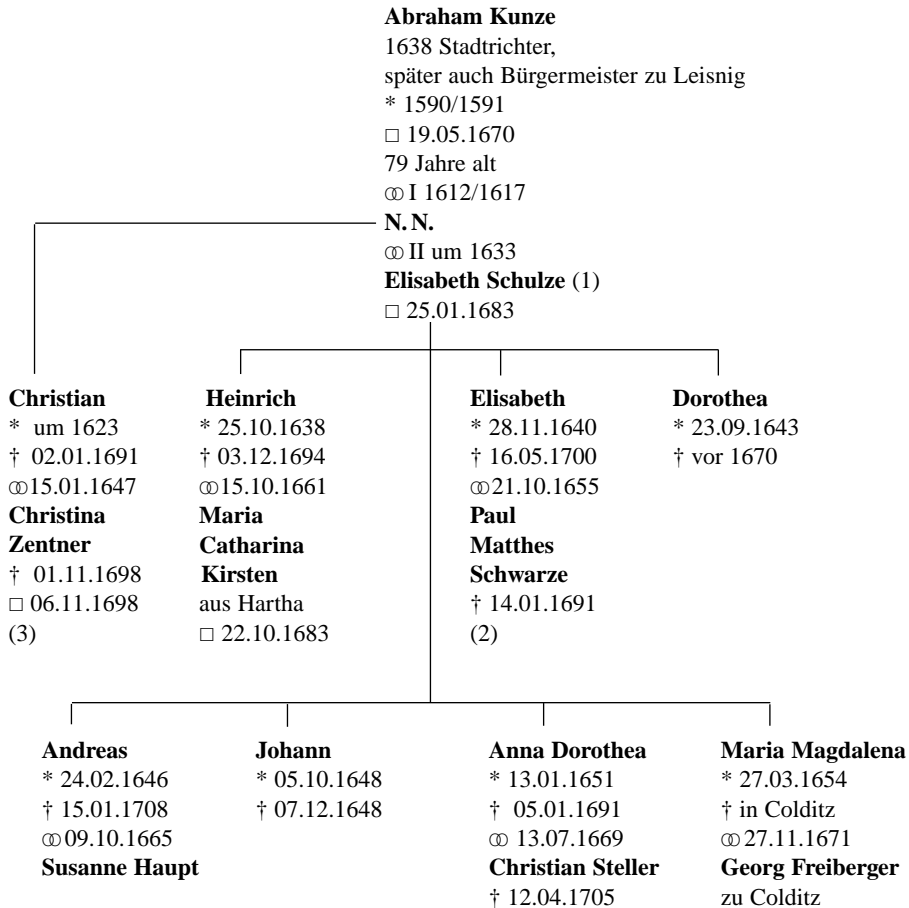 Abraham Kunze
1638 Stadtrichter,
später auch Bürgermeister zu Leisnig
* 1590/1591
□ 19.05.1670
79 Jahre alt
⚭ I 1612/1617
N. N.
⚭ II um 1633
Elisabeth Schulze (1)
□ 25.01.1683
Christian
* um 1623
† 02.01.1691
⚭ 15.01.1647
Christina
Zentner
† 01.11.1698
□ 06.11.1698
(3)
Heinrich
* 25.10.1638
† 03.12.1694
⚭ 15.10.1661
Maria
Catharina
Kirsten
aus Hartha
□ 22.10.1683
Elisabeth
* 28.11.1640
† 16.05.1700
⚭ 21.10.1655
Paul
Matthes
Schwarze
† 14.01.1691
(2)
Dorothea
* 23.09.1643
† vor 1670
Andreas
* 24.02.1646
† 15.01.1708
⚭ 09.10.1665
Susanne Haupt
Johann
* 05.10.1648
† 07.12.1648
Anna Dorothea
* 13.01.1651
† 05.01.1691
⚭ 13.07.1669
Christian Steller
† 12.04.1705
Maria Magdalena
* 27.03.1654
† in Colditz
⚭ 27.11.1671
Georg Freiberger
zu Colditz